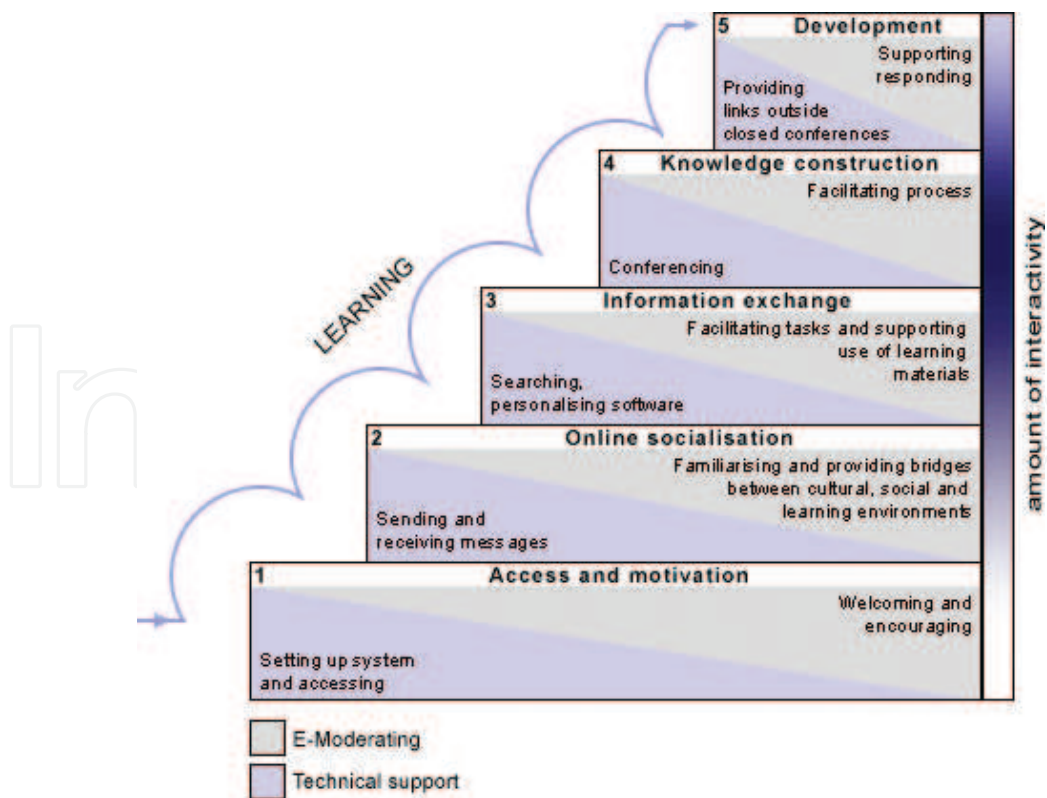 5 Development
Supporting
responding
Providing
links outside
closed conferences
4 Knowledge construction
Facilitating process
Conferencing
3 Information exchange
Facilitating tasks and supporting
use of learning
materials
Searching,
personalising software
2 Online socialisation
Familiarising and providing bridges
between cultural, social and
learning environments
Sending and
receiving messages
1 Access and motivation
Welcoming and
encouraging
Setting up system
and accessing
LEARNING
amount of interactivity
E-Moderating
Technical support
In